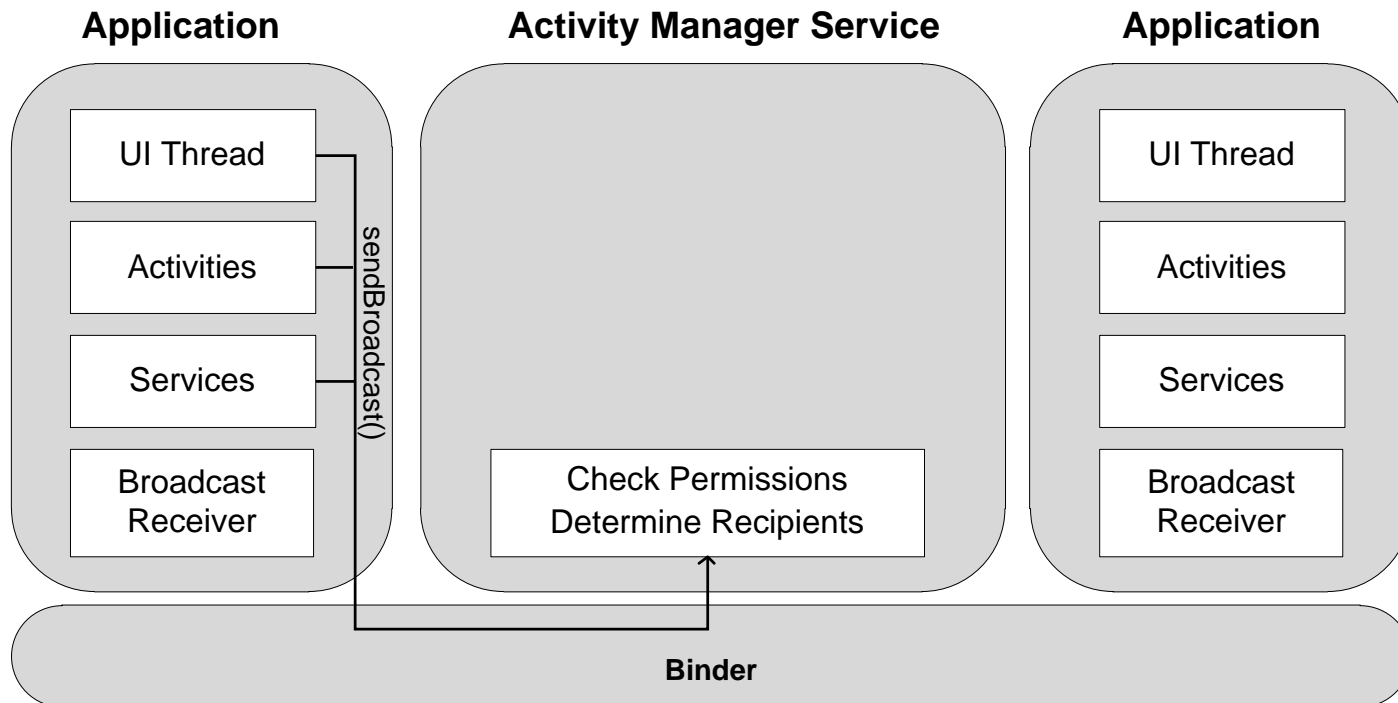 Application
Activity Manager Service
Application
UI Thread
Activities
Services
Broadcast
Receiver
sendBroadcast()
Check Permissions
Determine Recipients
UI Thread
Activities
Services
Broadcast
Receiver
Binder